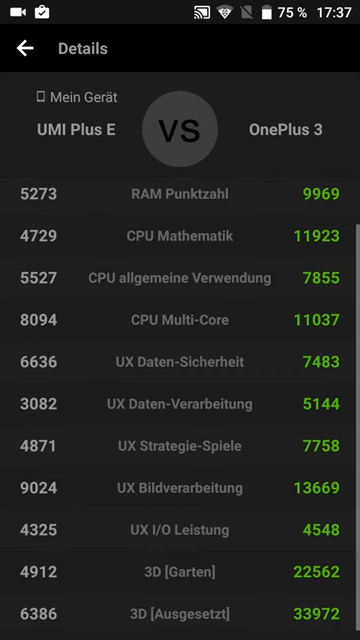 75 % 17:37
Details
Mein Gerät
UMI Plus E VS OnePlus 3
5273 RAM Punktzahl 9969
4729 CPU Mathematik 11923
5527 CPU allgemeine Verwendung 7855
8094 CPU Multi-Core 11037
6636 UX Daten-Sicherheit 7483
3082 UX Daten-Verarbeitung 5144
4871 UX Strategie-Spiele 7758
9024 UX Bildverarbeitung 13669
4325 UX I/O Leistung 4548
4912 3D [Garten] 22562
6386 3D [Ausgesetzt] 33972